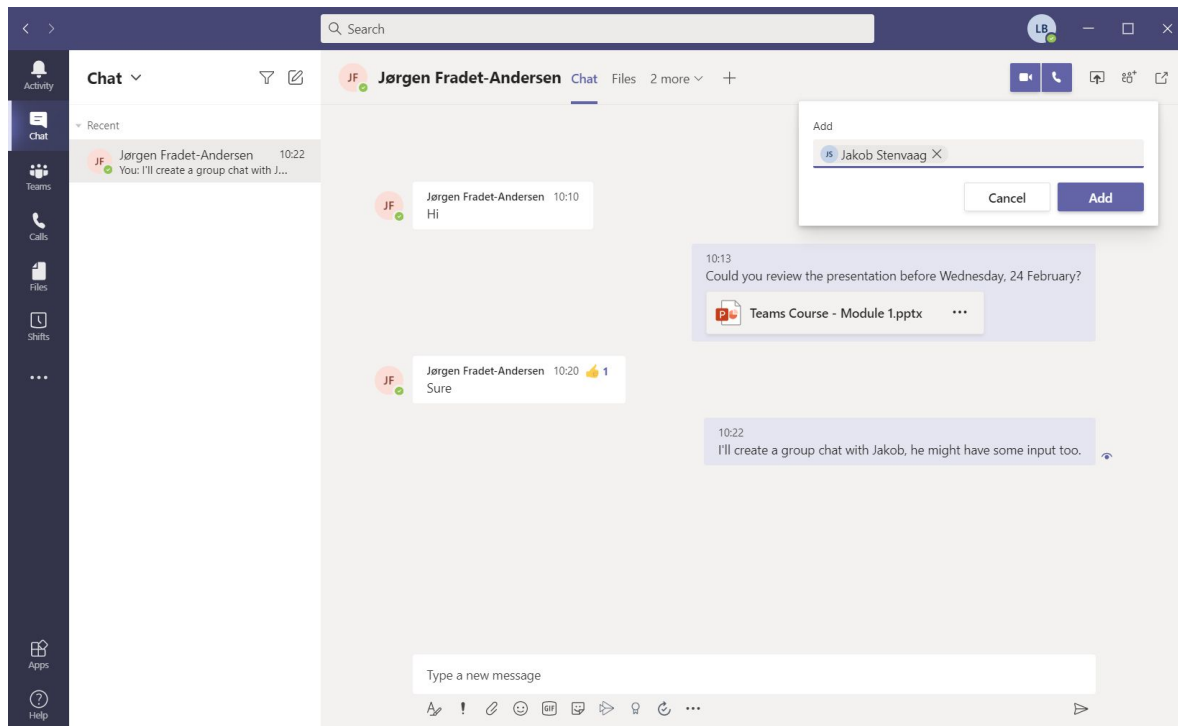 Search
LB
Activity
Chat
Teams
Calls
Files
Shifts
Apps
Help
Chat
Recent
JF
Jørgen Fradet-Andersen 10:22
You: I'll create a group chat with J...
JF Jørgen Fradet-Andersen Chat Files 2 more
Add
JS Jakob Stenvaag
Cancel Add
JF
Jørgen Fradet-Andersen 10:10
Hi
10:13
Could you review the presentation before Wednesday, 24 February?
P Teams Course - Module 1.pptx
JF
Jørgen Fradet-Andersen 10:20 👍 1
Sure
10:22
I'll create a group chat with Jakob, he might have some input too.
Type a new message
GIF